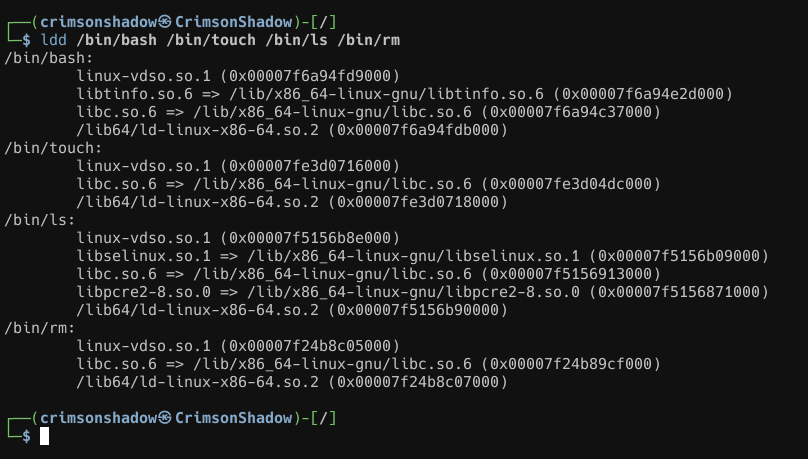 ┌──(crimsonshadow㉿CrimsonShadow)-[/]
└─$ ldd /bin/bash /bin/touch /bin/ls /bin/rm
/bin/bash:
        linux-vdso.so.1 (0x00007f6a94fd9000)
        libtinfo.so.6 => /lib/x86_64-linux-gnu/libtinfo.so.6 (0x00007f6a94e2d000)
        libc.so.6 => /lib/x86_64-linux-gnu/libc.so.6 (0x00007f6a94c37000)
        /lib64/ld-linux-x86-64.so.2 (0x00007f6a94fdb000)
/bin/touch:
        linux-vdso.so.1 (0x00007fe3d0716000)
        libc.so.6 => /lib/x86_64-linux-gnu/libc.so.6 (0x00007fe3d04dc000)
        /lib64/ld-linux-x86-64.so.2 (0x00007fe3d0718000)
/bin/ls:
        linux-vdso.so.1 (0x00007f5156b8e000)
        libselinux.so.1 => /lib/x86_64-linux-gnu/libselinux.so.1 (0x00007f5156b09000)
        libc.so.6 => /lib/x86_64-linux-gnu/libc.so.6 (0x00007f5156913000)
        libpcre2-8.so.0 => /lib/x86_64-linux-gnu/libpcre2-8.so.0 (0x00007f5156871000)
        /lib64/ld-linux-x86-64.so.2 (0x00007f5156b90000)
/bin/rm:
        linux-vdso.so.1 (0x00007f24b8c05000)
        libc.so.6 => /lib/x86_64-linux-gnu/libc.so.6 (0x00007f24b89cf000)
        /lib64/ld-linux-x86-64.so.2 (0x00007f24b8c07000)
┌──(crimsonshadow㉿CrimsonShadow)-[/]
└─$